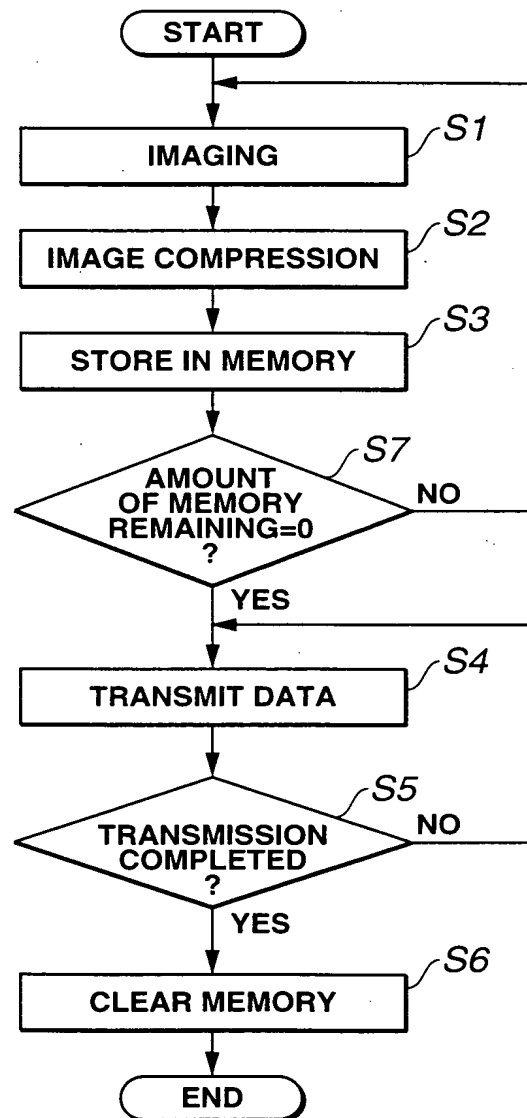 START
IMAGING
S1
IMAGE COMPRESSION
S2
STORE IN MEMORY
S3
AMOUNT
OF MEMORY
REMAINING=0
?
S7
NO
YES
TRANSMIT DATA
S4
TRANSMISSION
COMPLETED
?
S5
NO
YES
CLEAR MEMORY
S6
END